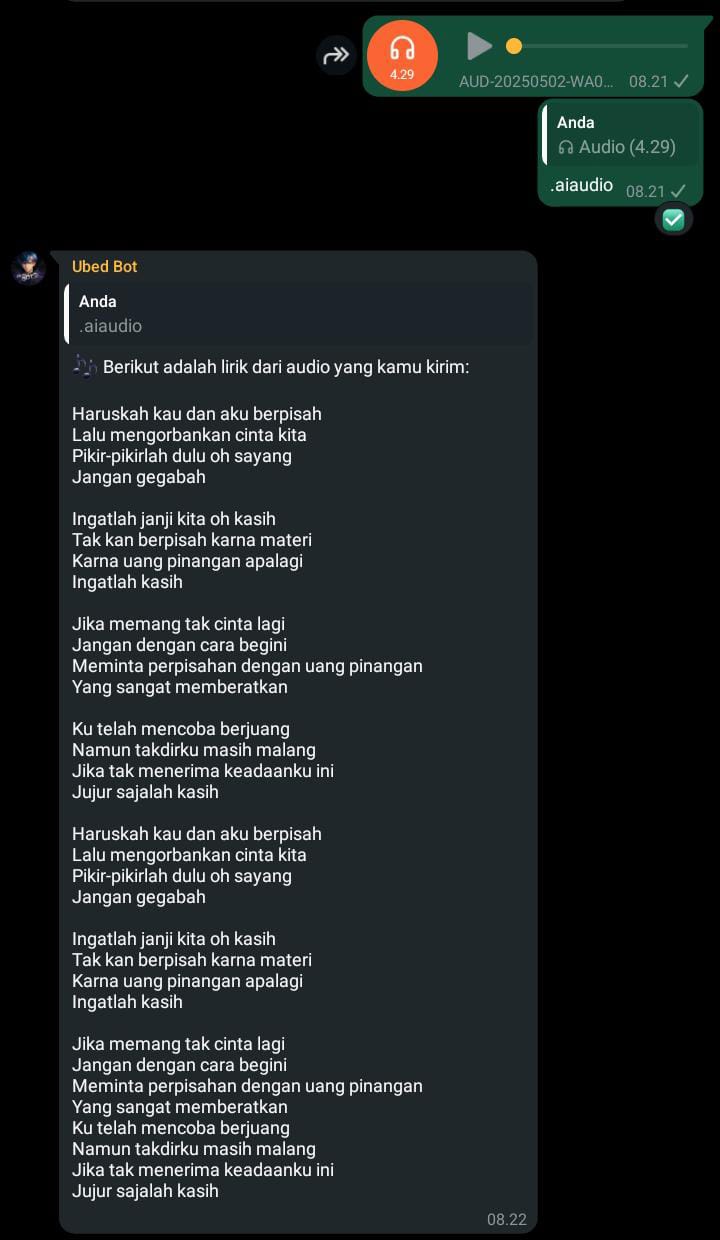 4.29
AUD-20250502-WA0... 08.21
Anda
Audio (4.29)
.aiaudio 08.21
Ubed Bot
Anda
.aiaudio
Berikut adalah lirik dari audio yang kamu kirim:
Haruskah kau dan aku berpisah
Lalu mengorbankan cinta kita
Pikir-pikirlah dulu oh sayang
Jangan gegabah
Ingatlah janji kita oh kasih
Tak kan berpisah karna materi
Karna uang pinangan apalagi
Ingatlah kasih
Jika memang tak cinta lagi
Jangan dengan cara begini
Meminta perpisahan dengan uang pinangan
Yang sangat memberatkan
Ku telah mencoba berjuang
Namun takdirku masih malang
Jika tak menerima keadaanku ini
Jujur sajalah kasih
Haruskah kau dan aku berpisah
Lalu mengorbankan cinta kita
Pikir-pikirlah dulu oh sayang
Jangan gegabah
Ingatlah janji kita oh kasih
Tak kan berpisah karna materi
Karna uang pinangan apalagi
Ingatlah kasih
Jika memang tak cinta lagi
Jangan dengan cara begini
Meminta perpisahan dengan uang pinangan
Yang sangat memberatkan
Ku telah mencoba berjuang
Namun takdirku masih malang
Jika tak menerima keadaanku ini
Jujur sajalah kasih
08.22